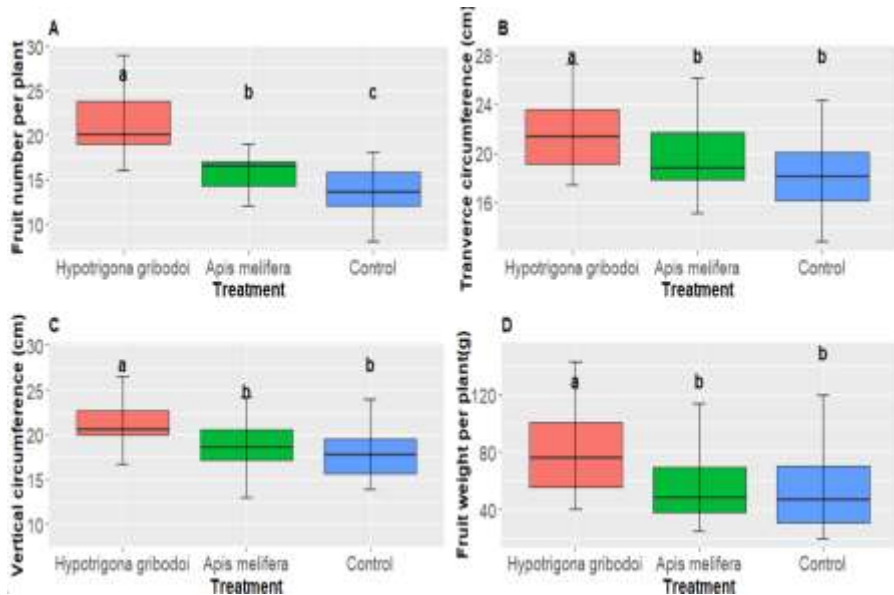 A
Fruit number per plant
30
25
20
15
10
a
b
c
Hypotrigona gribodoi
Apis melifera
Control
Treatment
B
Tranverce circumference (cm)
28
24
20
16
a
b
b
Hypotrigona gribodoi
Apis melifera
Control
Treatment
C
Vertical circumference (cm)
30
25
20
15
10
a
b
b
Hypotrigona gribodoi
Apis melifera
Control
Treatment
D
Fruit weight per plant(g)
120
80
40
a
b
b
Hypotrigona gribodoi
Apis melifera
Control
Treatment